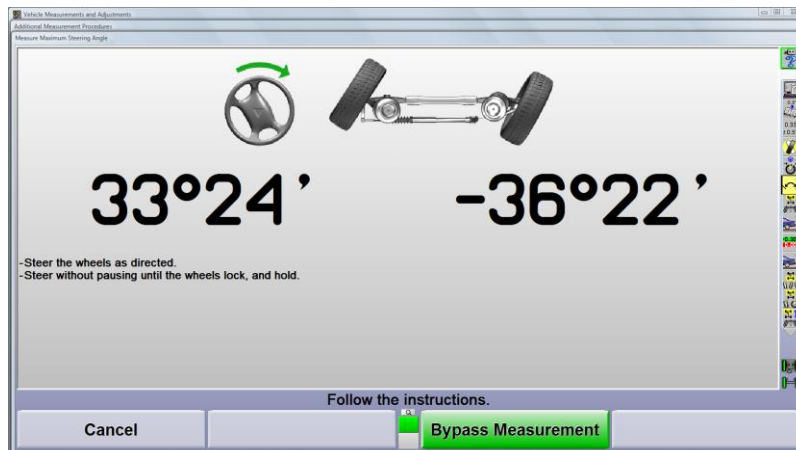 Vehicle Measurements and Adjustments
Additional Measurement Procedures
Measure Maximum Steering Angle
33°24'
-36°22'
-Steer the wheels as directed.
-Steer without pausing until the wheels lock, and hold.
Follow the instructions.
Cancel
Bypass Measurement